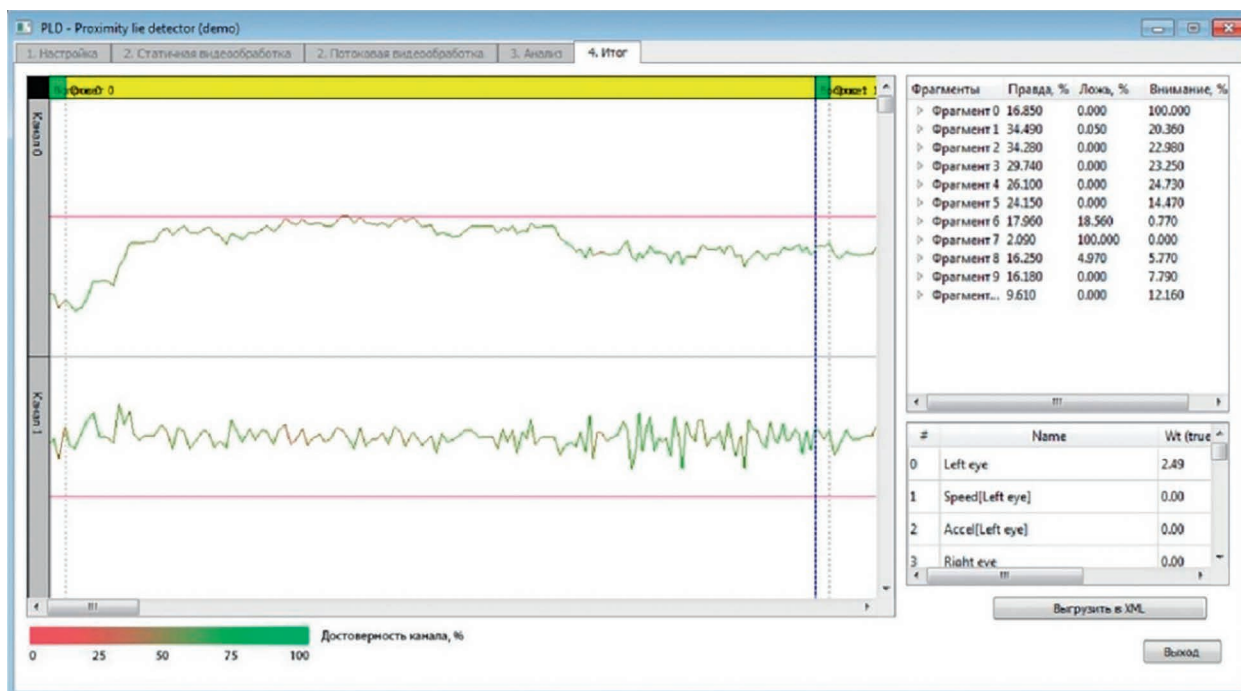 PLD - Proximity lie detector (demo)
1. Настройка 2. Статичная видеообработка 2. Потоковая видеообработка 3. Анализ 4. Итог
Канал 0
Канал 1
Фрагменты Правда, % Ложь, % Внимание, %
Фрагмент 0 16.850 0.000 100.000
Фрагмент 1 34.490 0.050 20.360
Фрагмент 2 34.280 0.000 22.980
Фрагмент 3 29.740 0.000 23.250
Фрагмент 4 26.100 0.000 24.730
Фрагмент 5 24.150 0.000 14.470
Фрагмент 6 17.960 18.560 0.770
Фрагмент 7 2.090 100.000 0.000
Фрагмент 8 16.250 4.970 5.770
Фрагмент 9 16.180 0.000 7.790
Фрагмент... 9.610 0.000 12.160
# Name Wt (true
0 Left eye 2.49
1 Speed[Left eye] 0.00
2 Accel[Left eye] 0.00
3 Right eye 0.00
Выгрузить в XML
Достоверность канала, %
0 25 50 75 100
Выход